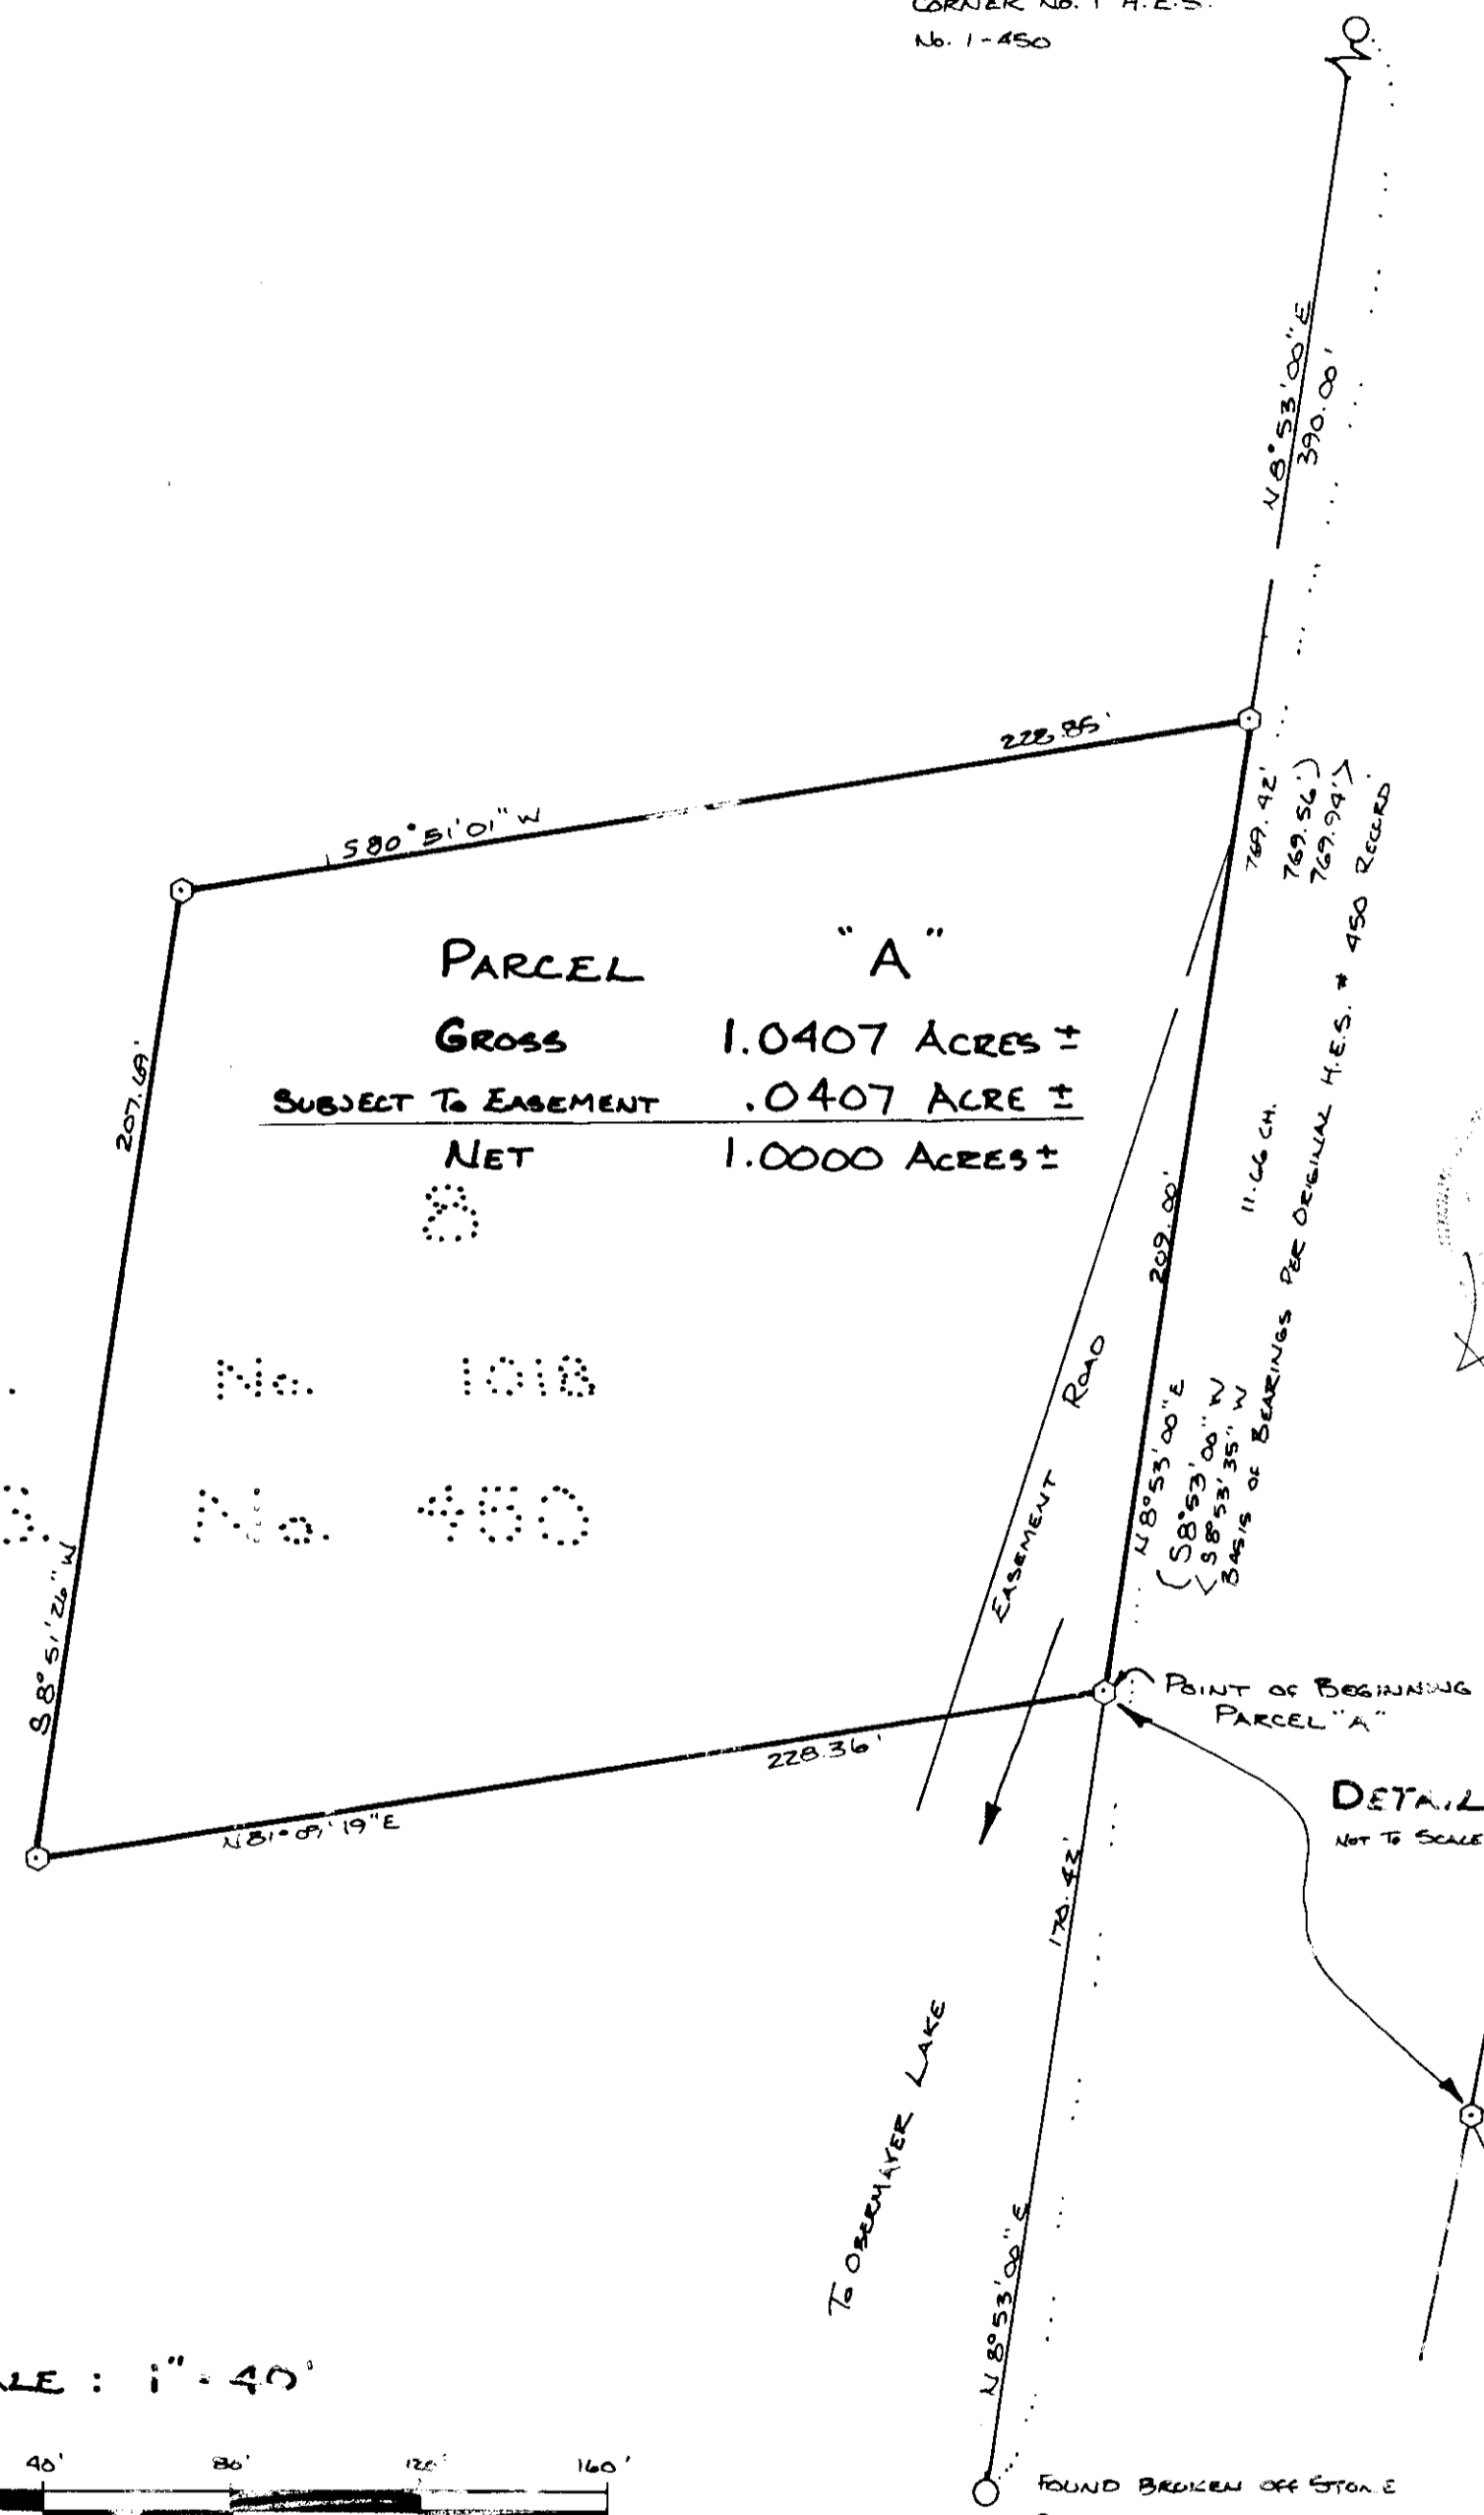 CORNER No. 1 H.E.S.
No. 1-450
N8°53'00"E
390.00'
228.85'
S80°51'01"W
769.42'
769.56')
769.94'>
PARCEL "A"
GROSS 1.0407 ACRES ±
SUBJECT TO EASEMENT .0407 ACRE ±
NET 1.0000 ACRES ±
8
207.69'
S8°51'26"W
209.00'
11.66 CH.
N8°53'00"E
(S8°53'00"W
<S8°53'35"W
BASIS OF BEARINGS PER ORIGINAL H.E.S. # 450 RECORD.
EASEMENT ROAD
. No. 1018
S. No. 450
POINT OF BEGINNING
PARCEL "A"
228.36'
N81°09'19"E
DETAIL
NOT TO SCALE
170.42'
N8°53'00"E
TO OBERMAYER LAKE
ALE : 1" = 40'
40' 80' 120' 160'
FOUND BROKEN OFF STONE